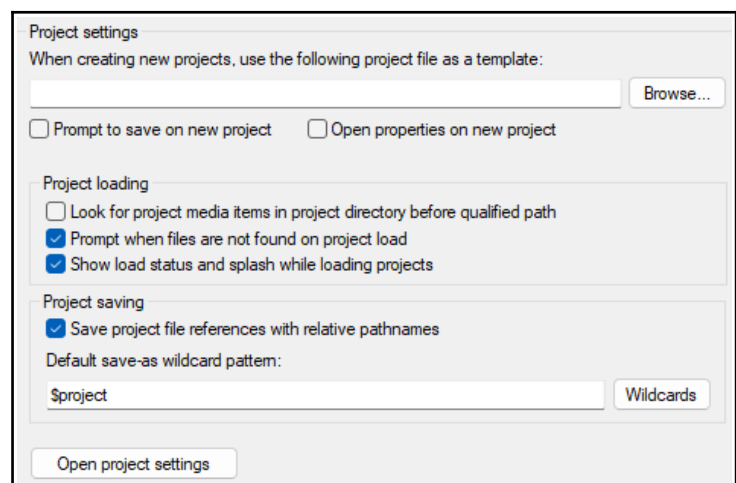 Project settings
When creating new projects, use the following project file as a template:
Browse...
Prompt to save on new project Open properties on new project
Project loading
Look for project media items in project directory before qualified path
Prompt when files are not found on project load
Show load status and splash while loading projects
Project saving
Save project file references with relative pathnames
Default save-as wildcard pattern:
$project Wildcards
Open project settings